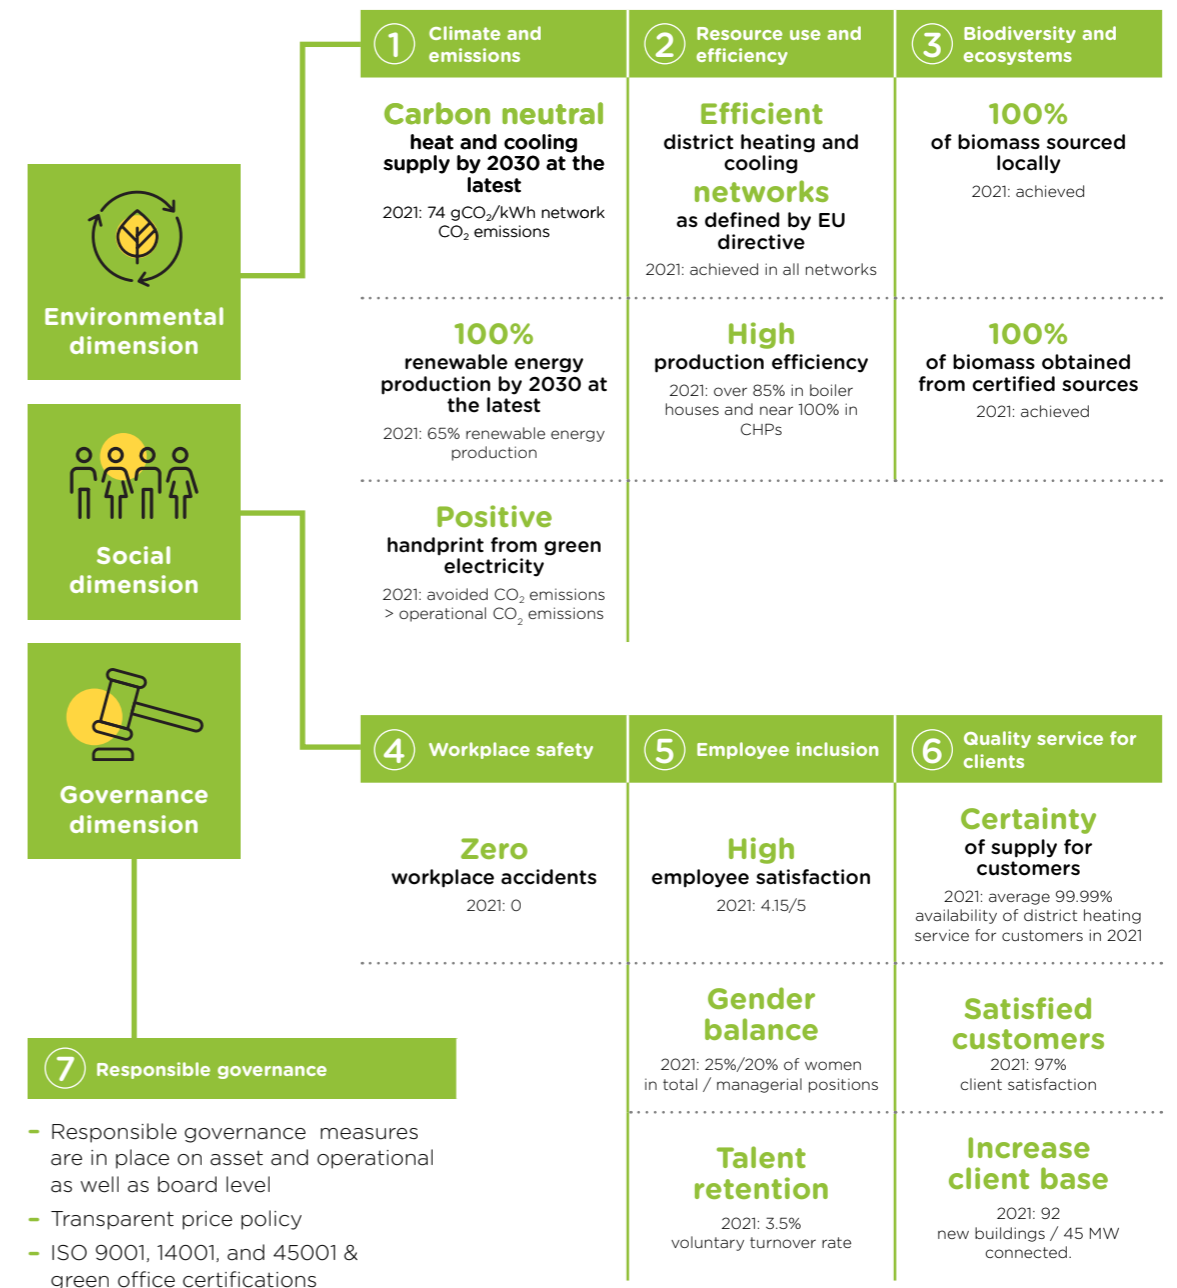 Environmental
dimension
Social
dimension
Governance
dimension
1 Climate and
emissions
Carbon neutral
heat and cooling
supply by 2030 at the
latest
2021: 74 gCO₂/kWh network
CO₂ emissions
100%
renewable energy
production by 2030 at
the latest
2021: 65% renewable energy
production
Positive
handprint from green
electricity
2021: avoided CO₂ emissions
> operational CO₂ emissions
2 Resource use and
efficiency
Efficient
district heating and
cooling
networks
as defined by EU
directive
2021: achieved in all networks
High
production efficiency
2021: over 85% in boiler
houses and near 100% in
CHPs
3 Biodiversity and
ecosystems
100%
of biomass sourced
locally
2021: achieved
100%
of biomass obtained
from certified sources
2021: achieved
4 Workplace safety
Zero
workplace accidents
2021: 0
5 Employee inclusion
High
employee satisfaction
2021: 4.15/5
Gender
balance
2021: 25%/20% of women
in total / managerial positions
Talent
retention
2021: 3.5%
voluntary turnover rate
6 Quality service for
clients
Certainty
of supply for
customers
2021: average 99.99%
availability of district heating
service for customers in 2021
Satisfied
customers
2021: 97%
client satisfaction
Increase
client base
2021: 92
new buildings / 45 MW
connected.
7 Responsible governance
– Responsible governance measures
are in place on asset and operational
as well as board level
– Transparent price policy
– ISO 9001, 14001, and 45001 &
green office certifications